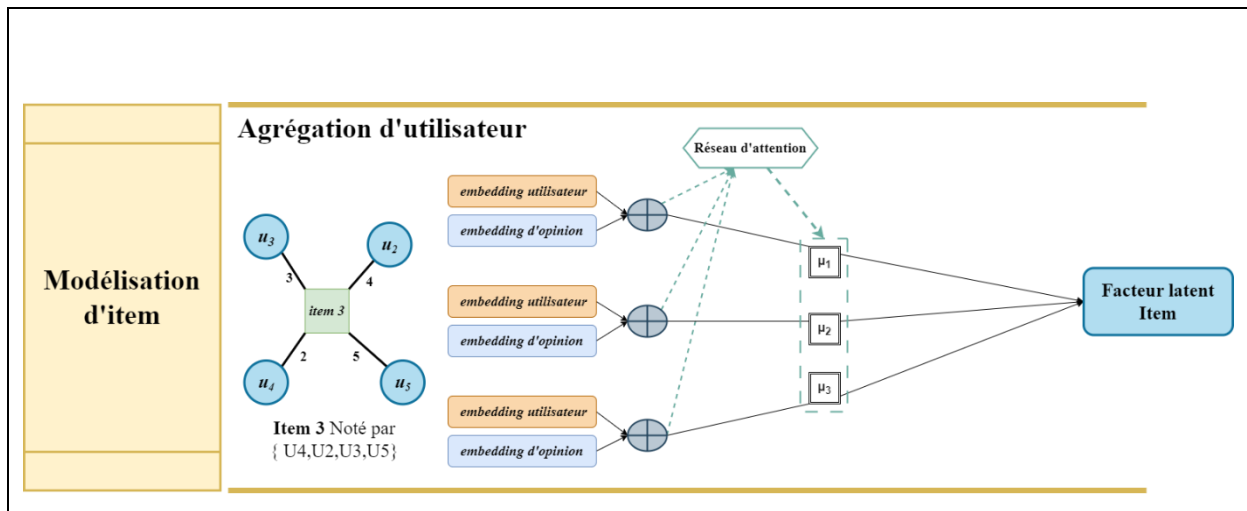 Modélisation
d'item
Agrégation d'utilisateur
u3
u2
3
4
item 3
2
5
u4
u5
Item 3 Noté par
{ U4,U2,U3,U5}
embedding utilisateur
embedding d'opinion
embedding utilisateur
embedding d'opinion
embedding utilisateur
embedding d'opinion
Réseau d'attention
μ1
μ2
μ3
Facteur latent
Item